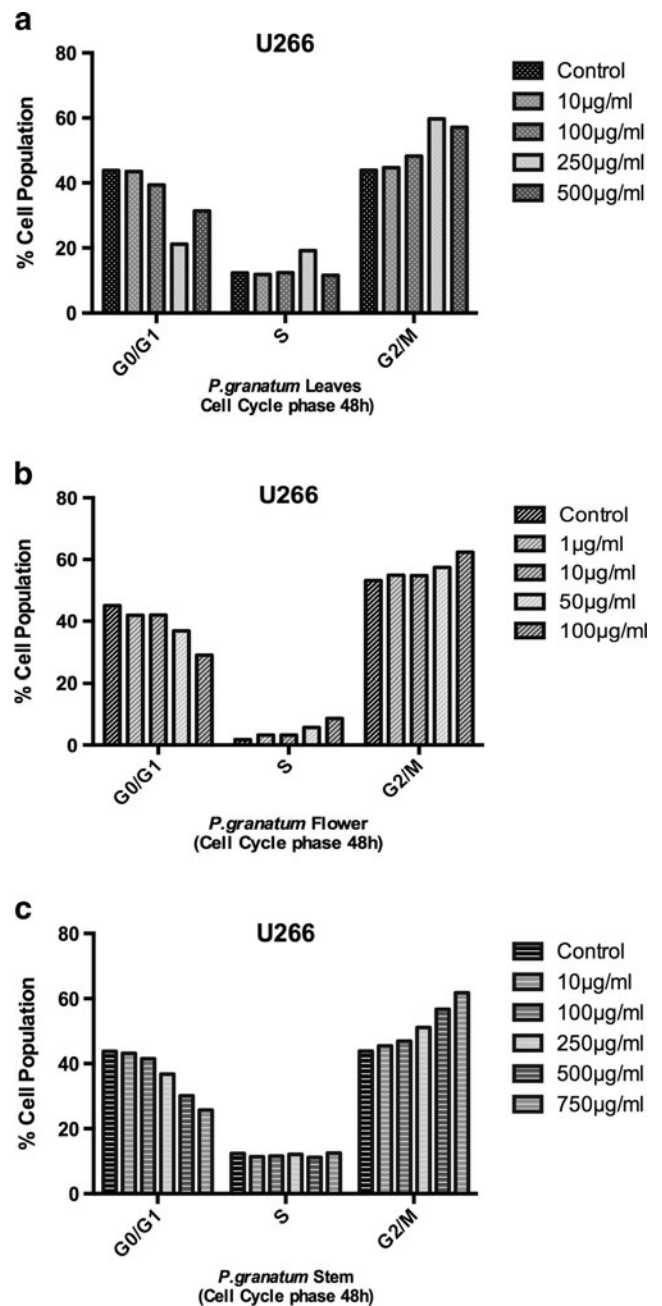 a
U266
% Cell Population
80
60
40
20
0
G0/G1
S
G2/M
P.granatum Leaves
Cell Cycle phase 48h)
Control
10µg/ml
100µg/ml
250µg/ml
500µg/ml
b
U266
% Cell Population
80
60
40
20
0
G0/G1
S
G2/M
P.granatum Flower
(Cell Cycle phase 48h)
Control
1µg/ml
10µg/ml
50µg/ml
100µg/ml
c
U266
% Cell Population
80
60
40
20
0
G0/G1
S
G2/M
P.granatum Stem
(Cell Cycle phase 48h)
Control
10µg/ml
100µg/ml
250µg/ml
500µg/ml
750µg/ml